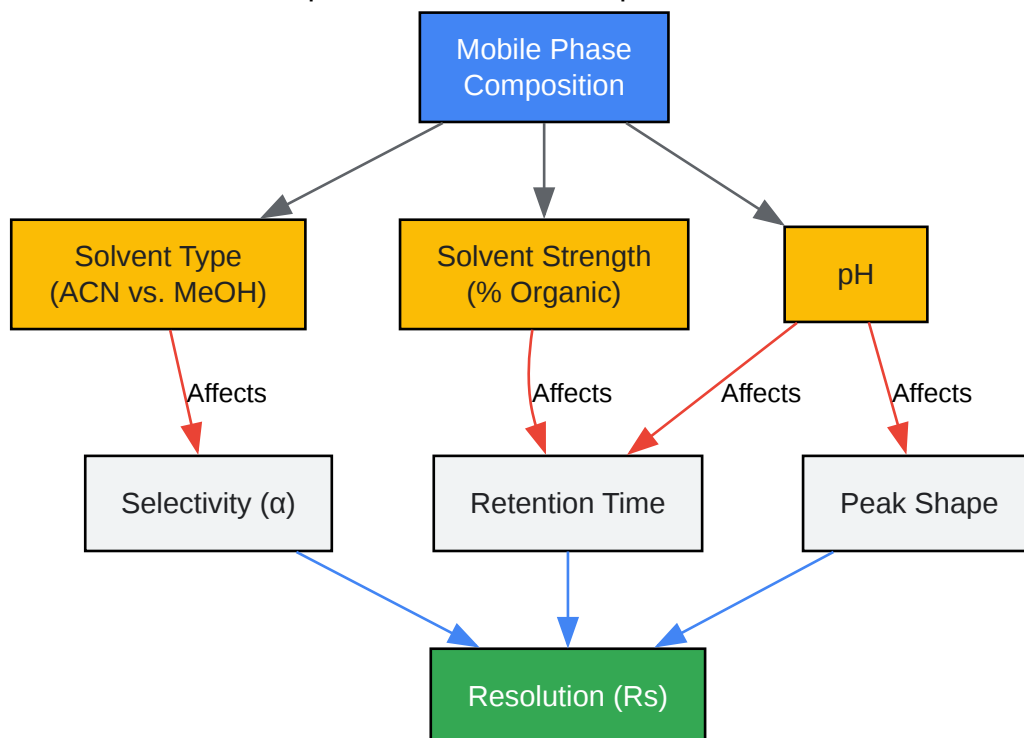 Mobile Phase
Composition
Solvent Type
(ACN vs. MeOH)
Solvent Strength
(% Organic)
pH
Affects
Affects
Affects
Affects
Selectivity (α)
Retention Time
Peak Shape
Resolution (Rs)